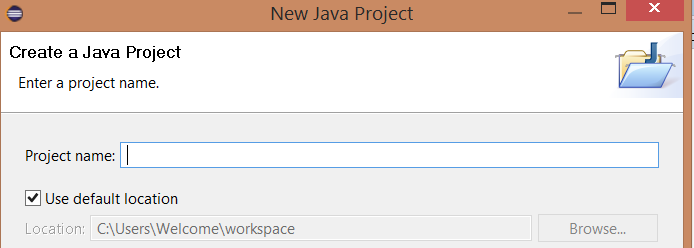 New Java Project
Create a Java Project
Enter a project name.
Project name:
Use default location
Location: C:\Users\Welcome\workspace Browse...